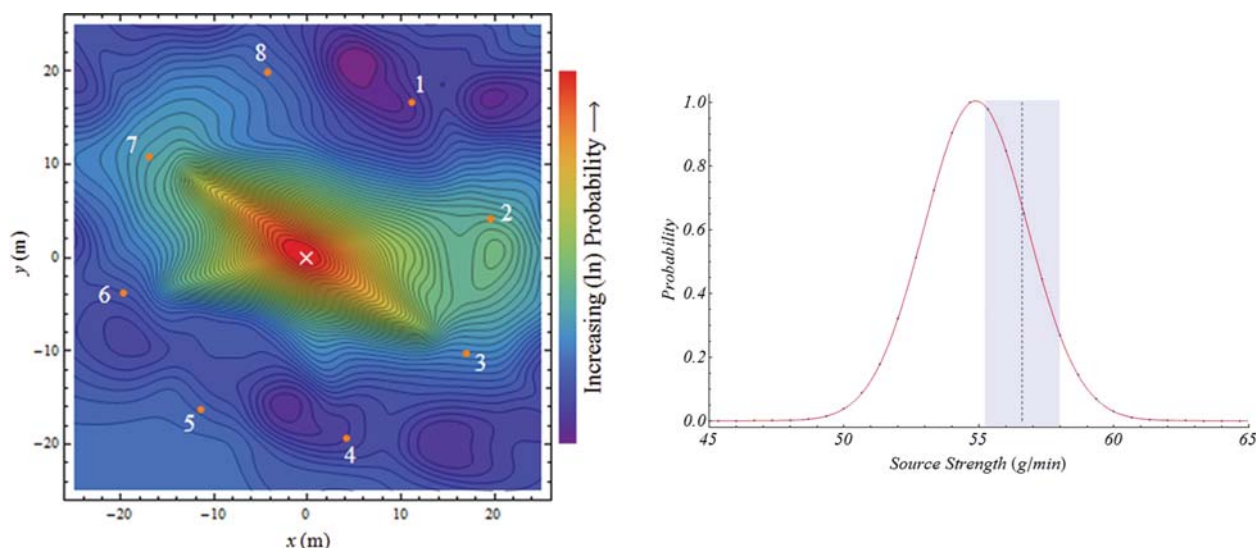 8
1
7
2
6
3
5
4
20
10
0
−10
−20
y (m)
−20 −10 0 10 20
x (m)
Increasing (ln) Probability →
1.0
0.8
0.6
0.4
0.2
0.0
Probability
45 50 55 60 65
Source Strength (g/min)